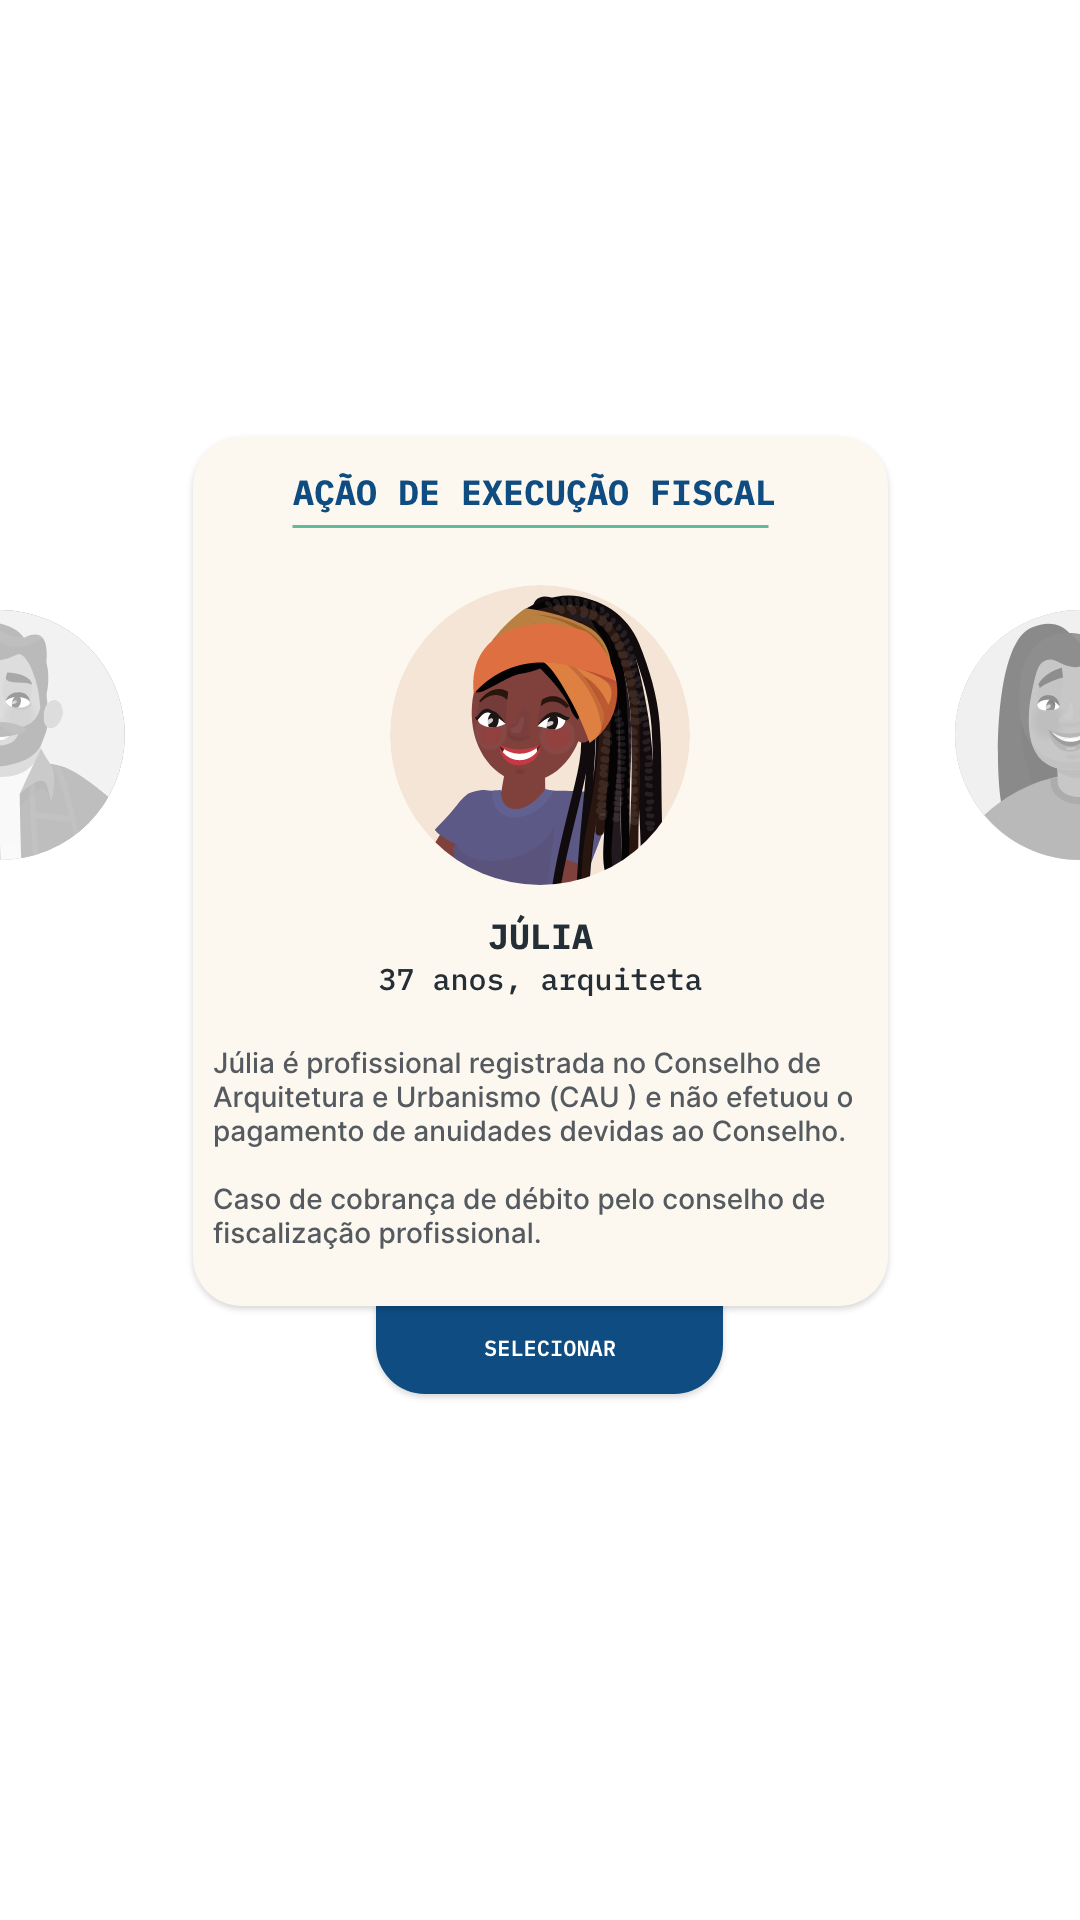 AÇÃO DE EXECUÇÃO FISCAL
JÚLIA
37 anos, arquiteta
Júlia é profissional registrada no Conselho de
Arquitetura e Urbanismo (CAU ) e não efetuou o
pagamento de anuidades devidas ao Conselho.
Caso de cobrança de débito pelo conselho de
fiscalização profissional.
SELECIONAR